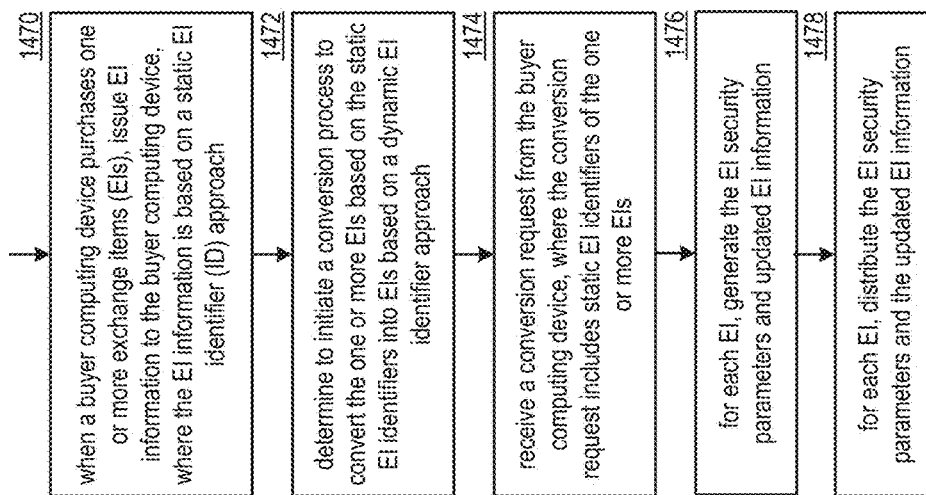 1470
when a buyer computing device purchases one
or more exchange items (EIs), issue EI
information to the buyer computing device,
where the EI information is based on a static EI
identifier (ID) approach
1472
determine to initiate a conversion process to
convert the one or more EIs based on the static
EI identifiers into EIs based on a dynamic EI
identifier approach
1474
receive a conversion request from the buyer
computing device, where the conversion
request includes static EI identifiers of the one
or more EIs
1476
for each EI, generate the EI security
parameters and updated EI information
1478
for each EI, distribute the EI security
parameters and the updated EI information